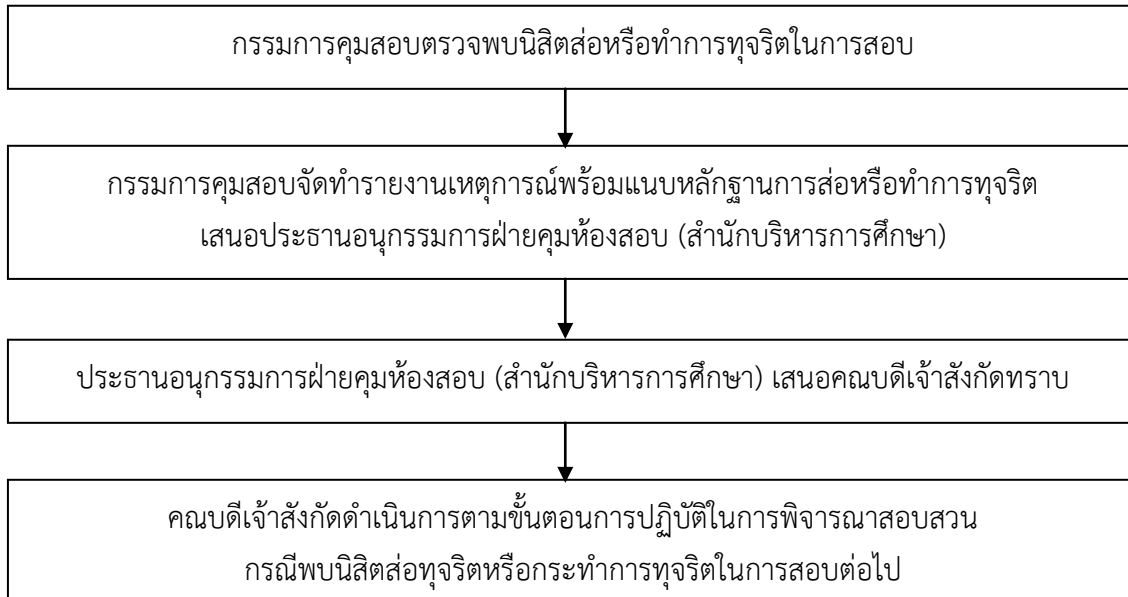 กรรมการคุมสอบตรวจพบนิสิตส่อหรือทำการทุจริตในการสอบ
กรรมการคุมสอบจัดทำรายงานเหตุการณ์พร้อมแนบหลักฐานการส่อหรือทำการทุจริต
เสนอประธานอนุกรรมการฝ่ายคุมห้องสอบ (สำนักบริหารการศึกษา)
ประธานอนุกรรมการฝ่ายคุมห้องสอบ (สำนักบริหารการศึกษา) เสนอคณบดีเจ้าสังกัดทราบ
คณบดีเจ้าสังกัดดำเนินการตามขั้นตอนการปฏิบัติในการพิจารณาสอบสวน
กรณีพบนิสิตส่อทุจริตหรือกระทำการทุจริตในการสอบต่อไป